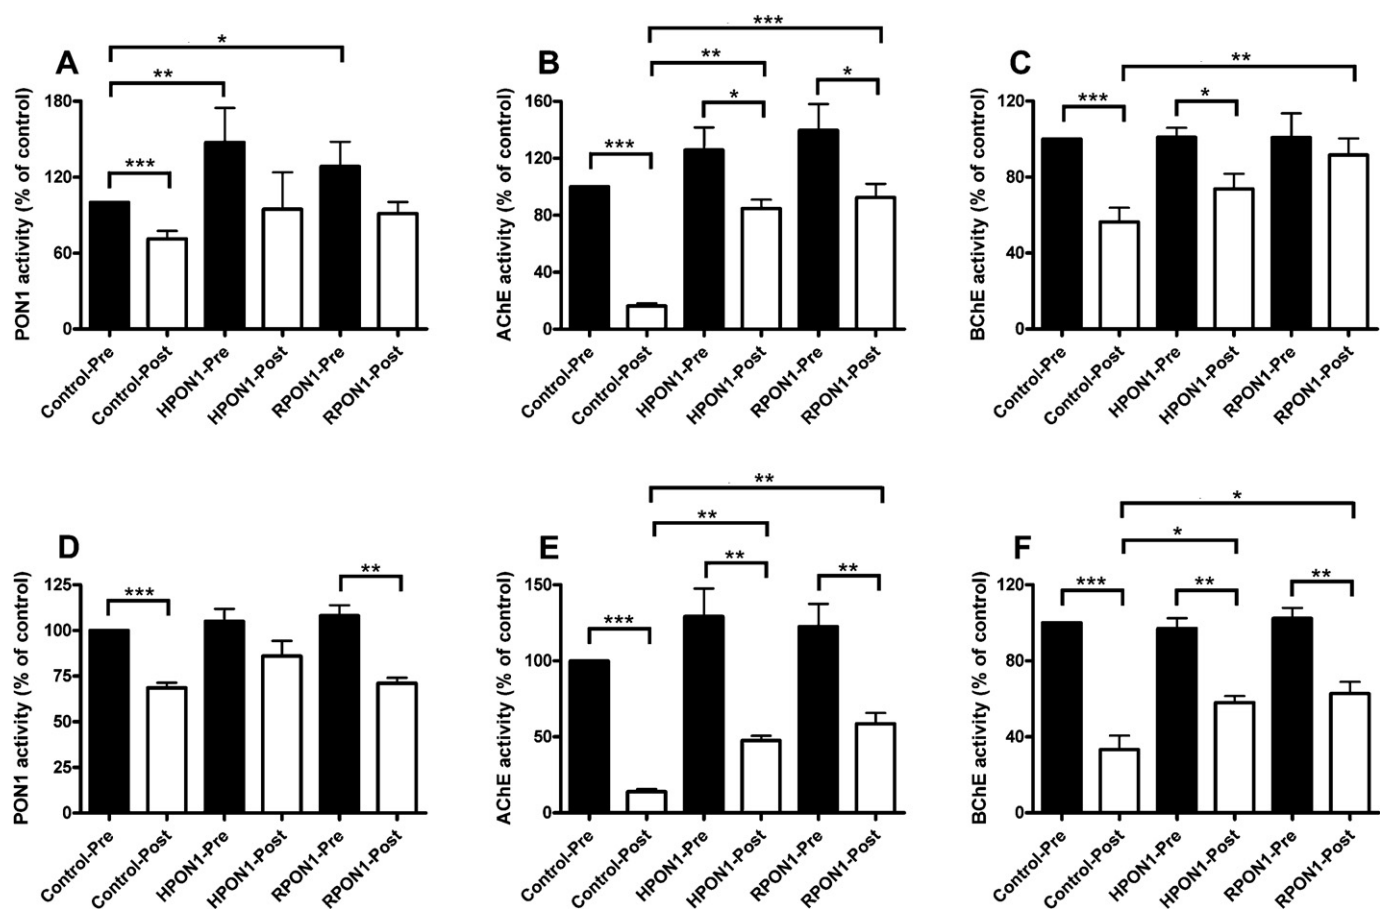 A
PON1 activity (% of control)
180
120
60
0
*
**
***
Control-Pre
Control-Post
HPON1-Pre
HPON1-Post
RPON1-Pre
RPON1-Post
B
AChE activity (% of control)
160
120
80
40
0
***
**
*
*
***
Control-Pre
Control-Post
HPON1-Pre
HPON1-Post
RPON1-Pre
RPON1-Post
C
BChE activity (% of control)
120
80
40
0
**
***
*
Control-Pre
Control-Post
HPON1-Pre
HPON1-Post
RPON1-Pre
RPON1-Post
D
PON1 activity (% of control)
125
100
75
50
25
0
***
**
Control-Pre
Control-Post
HPON1-Pre
HPON1-Post
RPON1-Pre
RPON1-Post
E
AChE activity (% of control)
150
100
50
0
**
**
**
**
***
Control-Pre
Control-Post
HPON1-Pre
HPON1-Post
RPON1-Pre
RPON1-Post
F
BChE activity (% of control)
120
80
40
0
*
*
***
**
**
Control-Pre
Control-Post
HPON1-Pre
HPON1-Post
RPON1-Pre
RPON1-Post